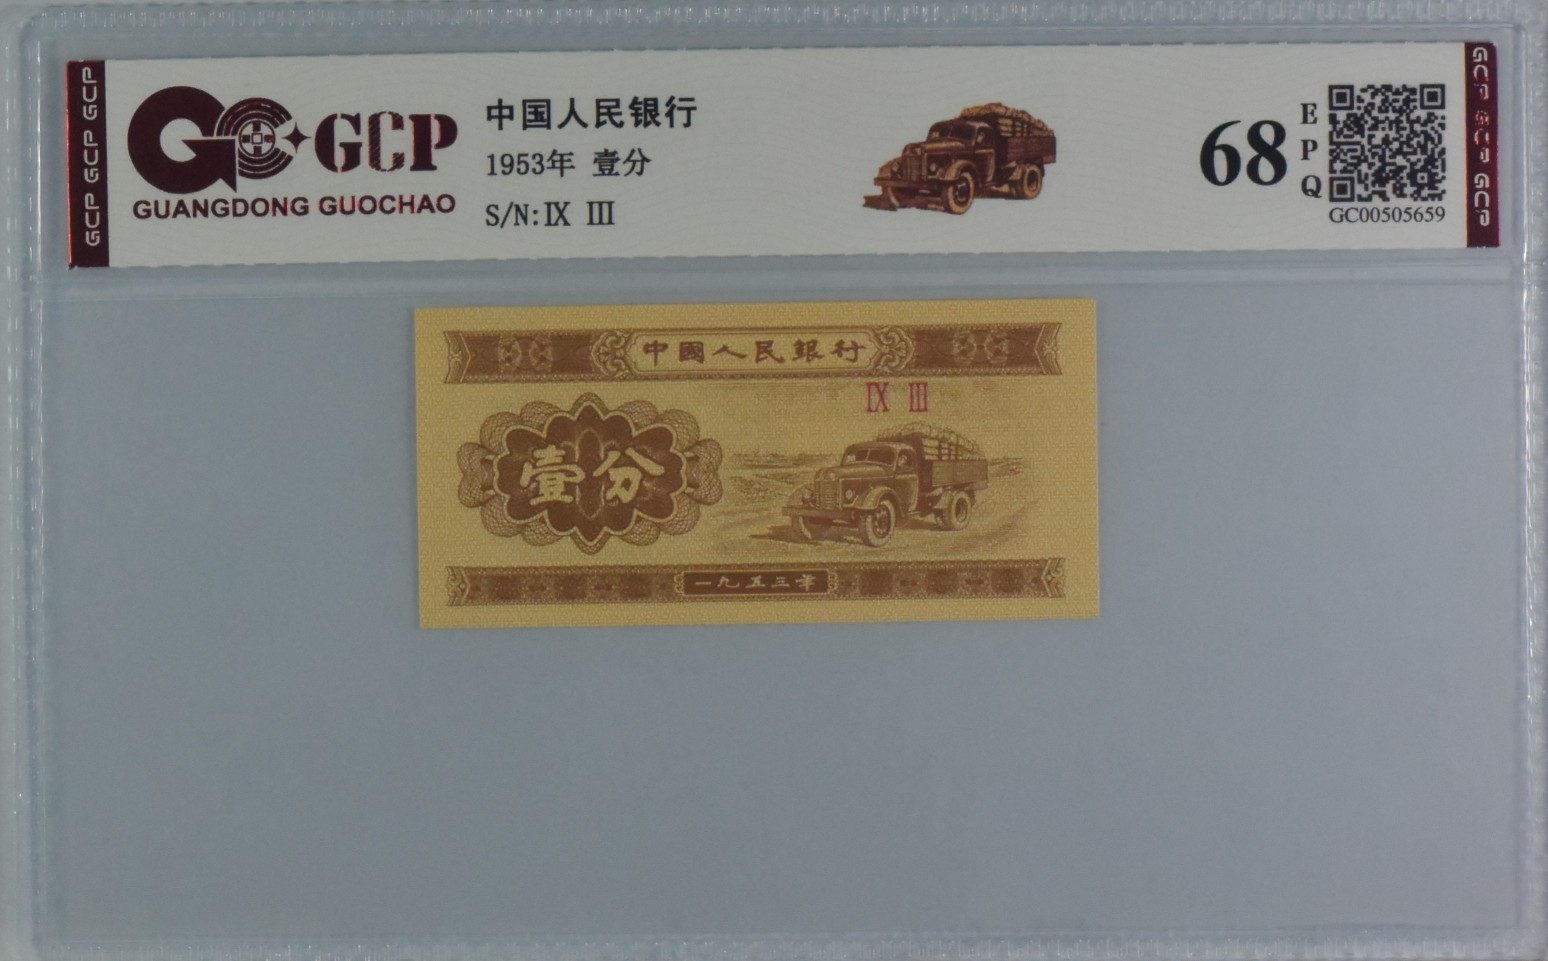 GCP GCP GCP
GCP
GUANGDONG GUOCHAO
中国人民银行
1953年 壹分
S/N:Ⅸ Ⅲ
68
EPQ
GC00505659
GCP GCP GCP
中國人民銀行
Ⅸ Ⅲ
壹分
一九五三年